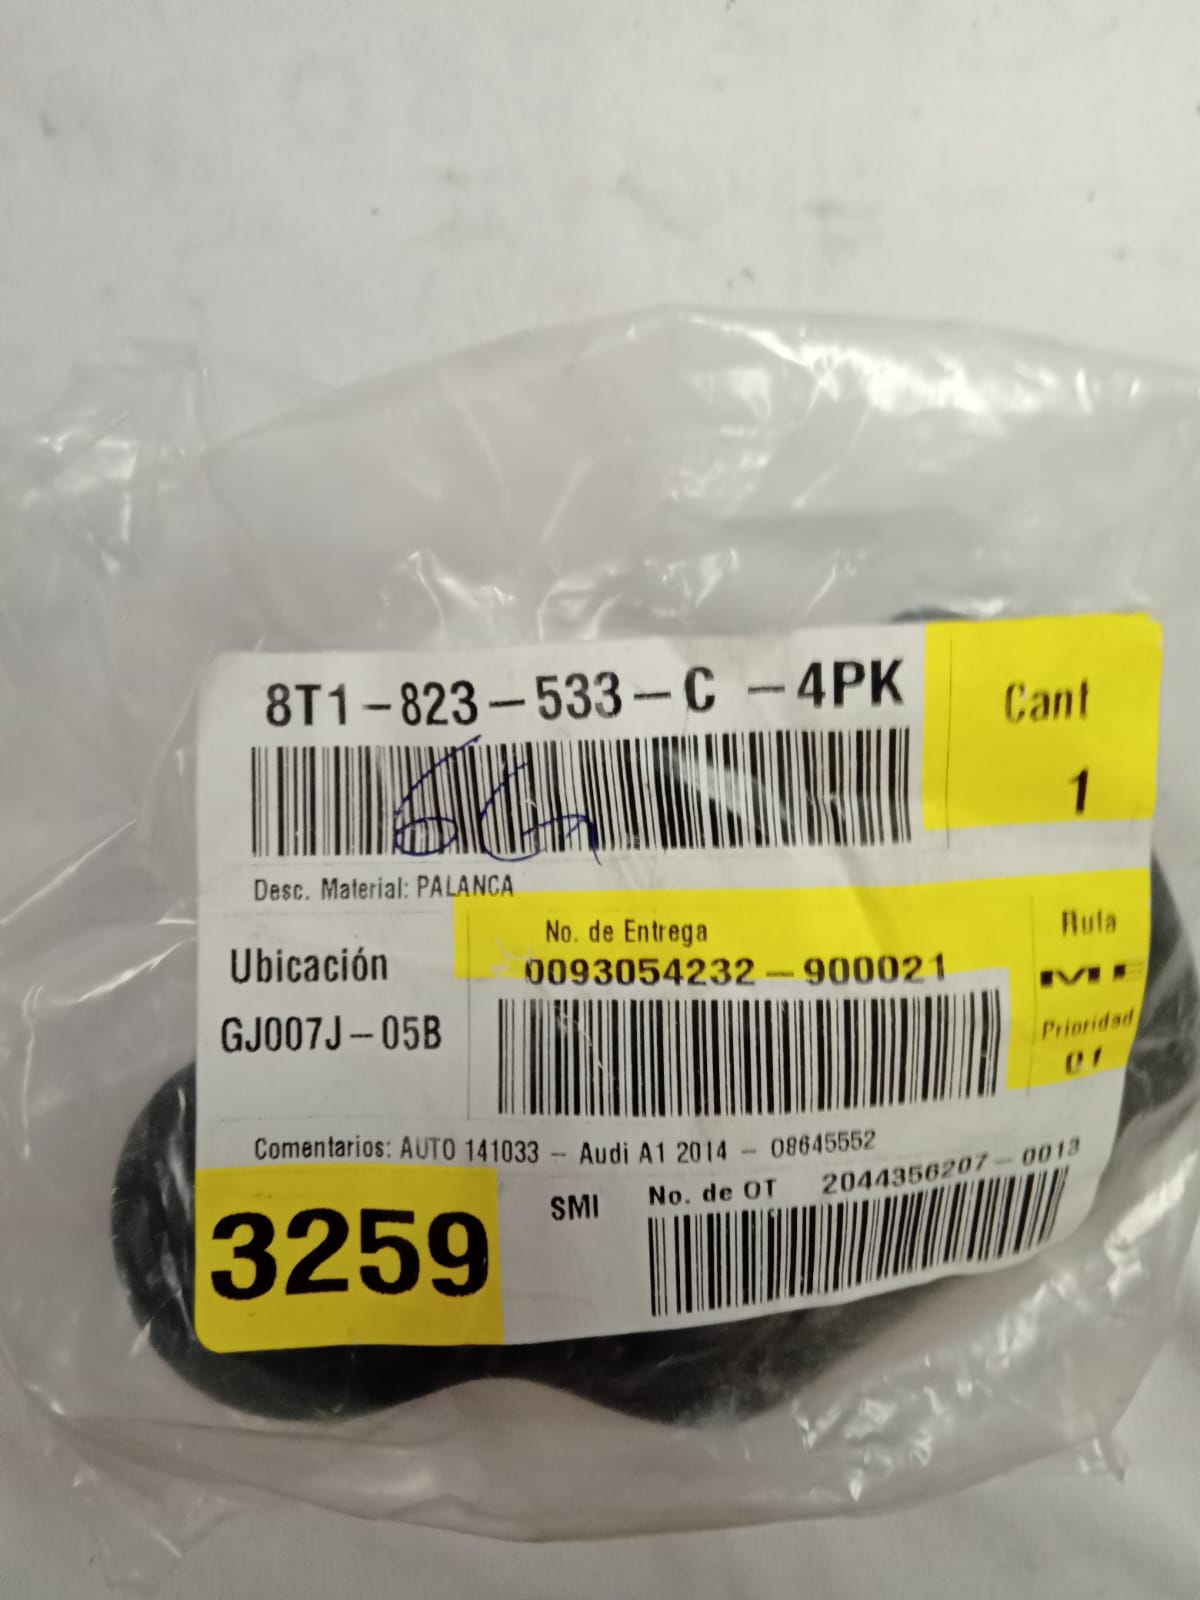 8T1-823-533-C -4PK
Cant
1
Desc. Material: PALANCA
Ubicación
GJ007J-05B
No. de Entrega
0093054232-900021
Ruta
Prioridad
Comentarios: AUTO 141033 - Audi A1 2014 - 08645552
3259
SMI
No. de OT 2044356207-0013